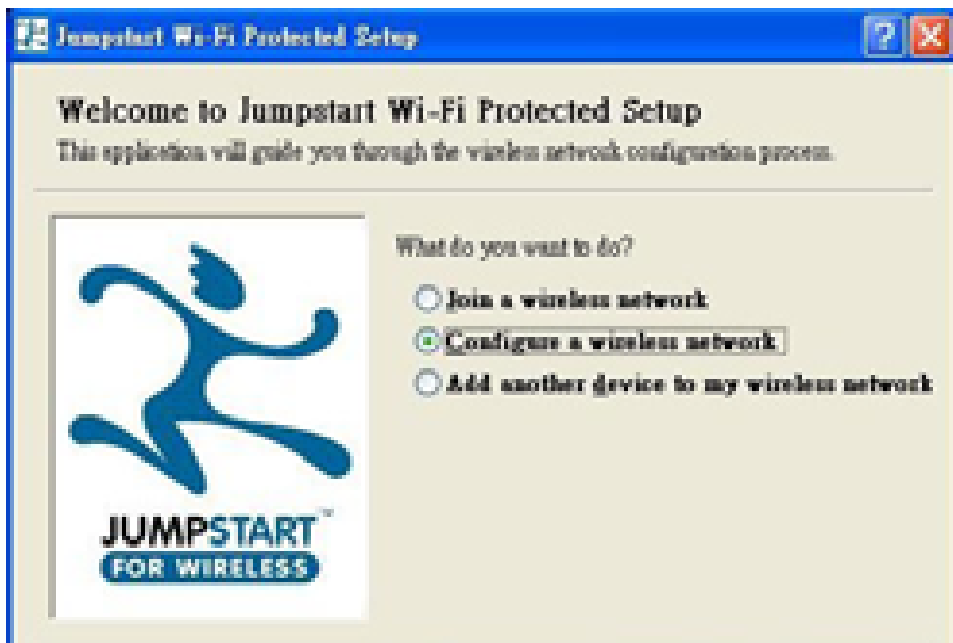 Jumpstart Wi-Fi Protected Setup
Welcome to Jumpstart Wi-Fi Protected Setup
This application will guide you through the wireless network configuration process.
What do you want to do?
Join a wireless network
Configure a wireless network
Add another device to my wireless network
JUMPSTART™
FOR WIRELESS